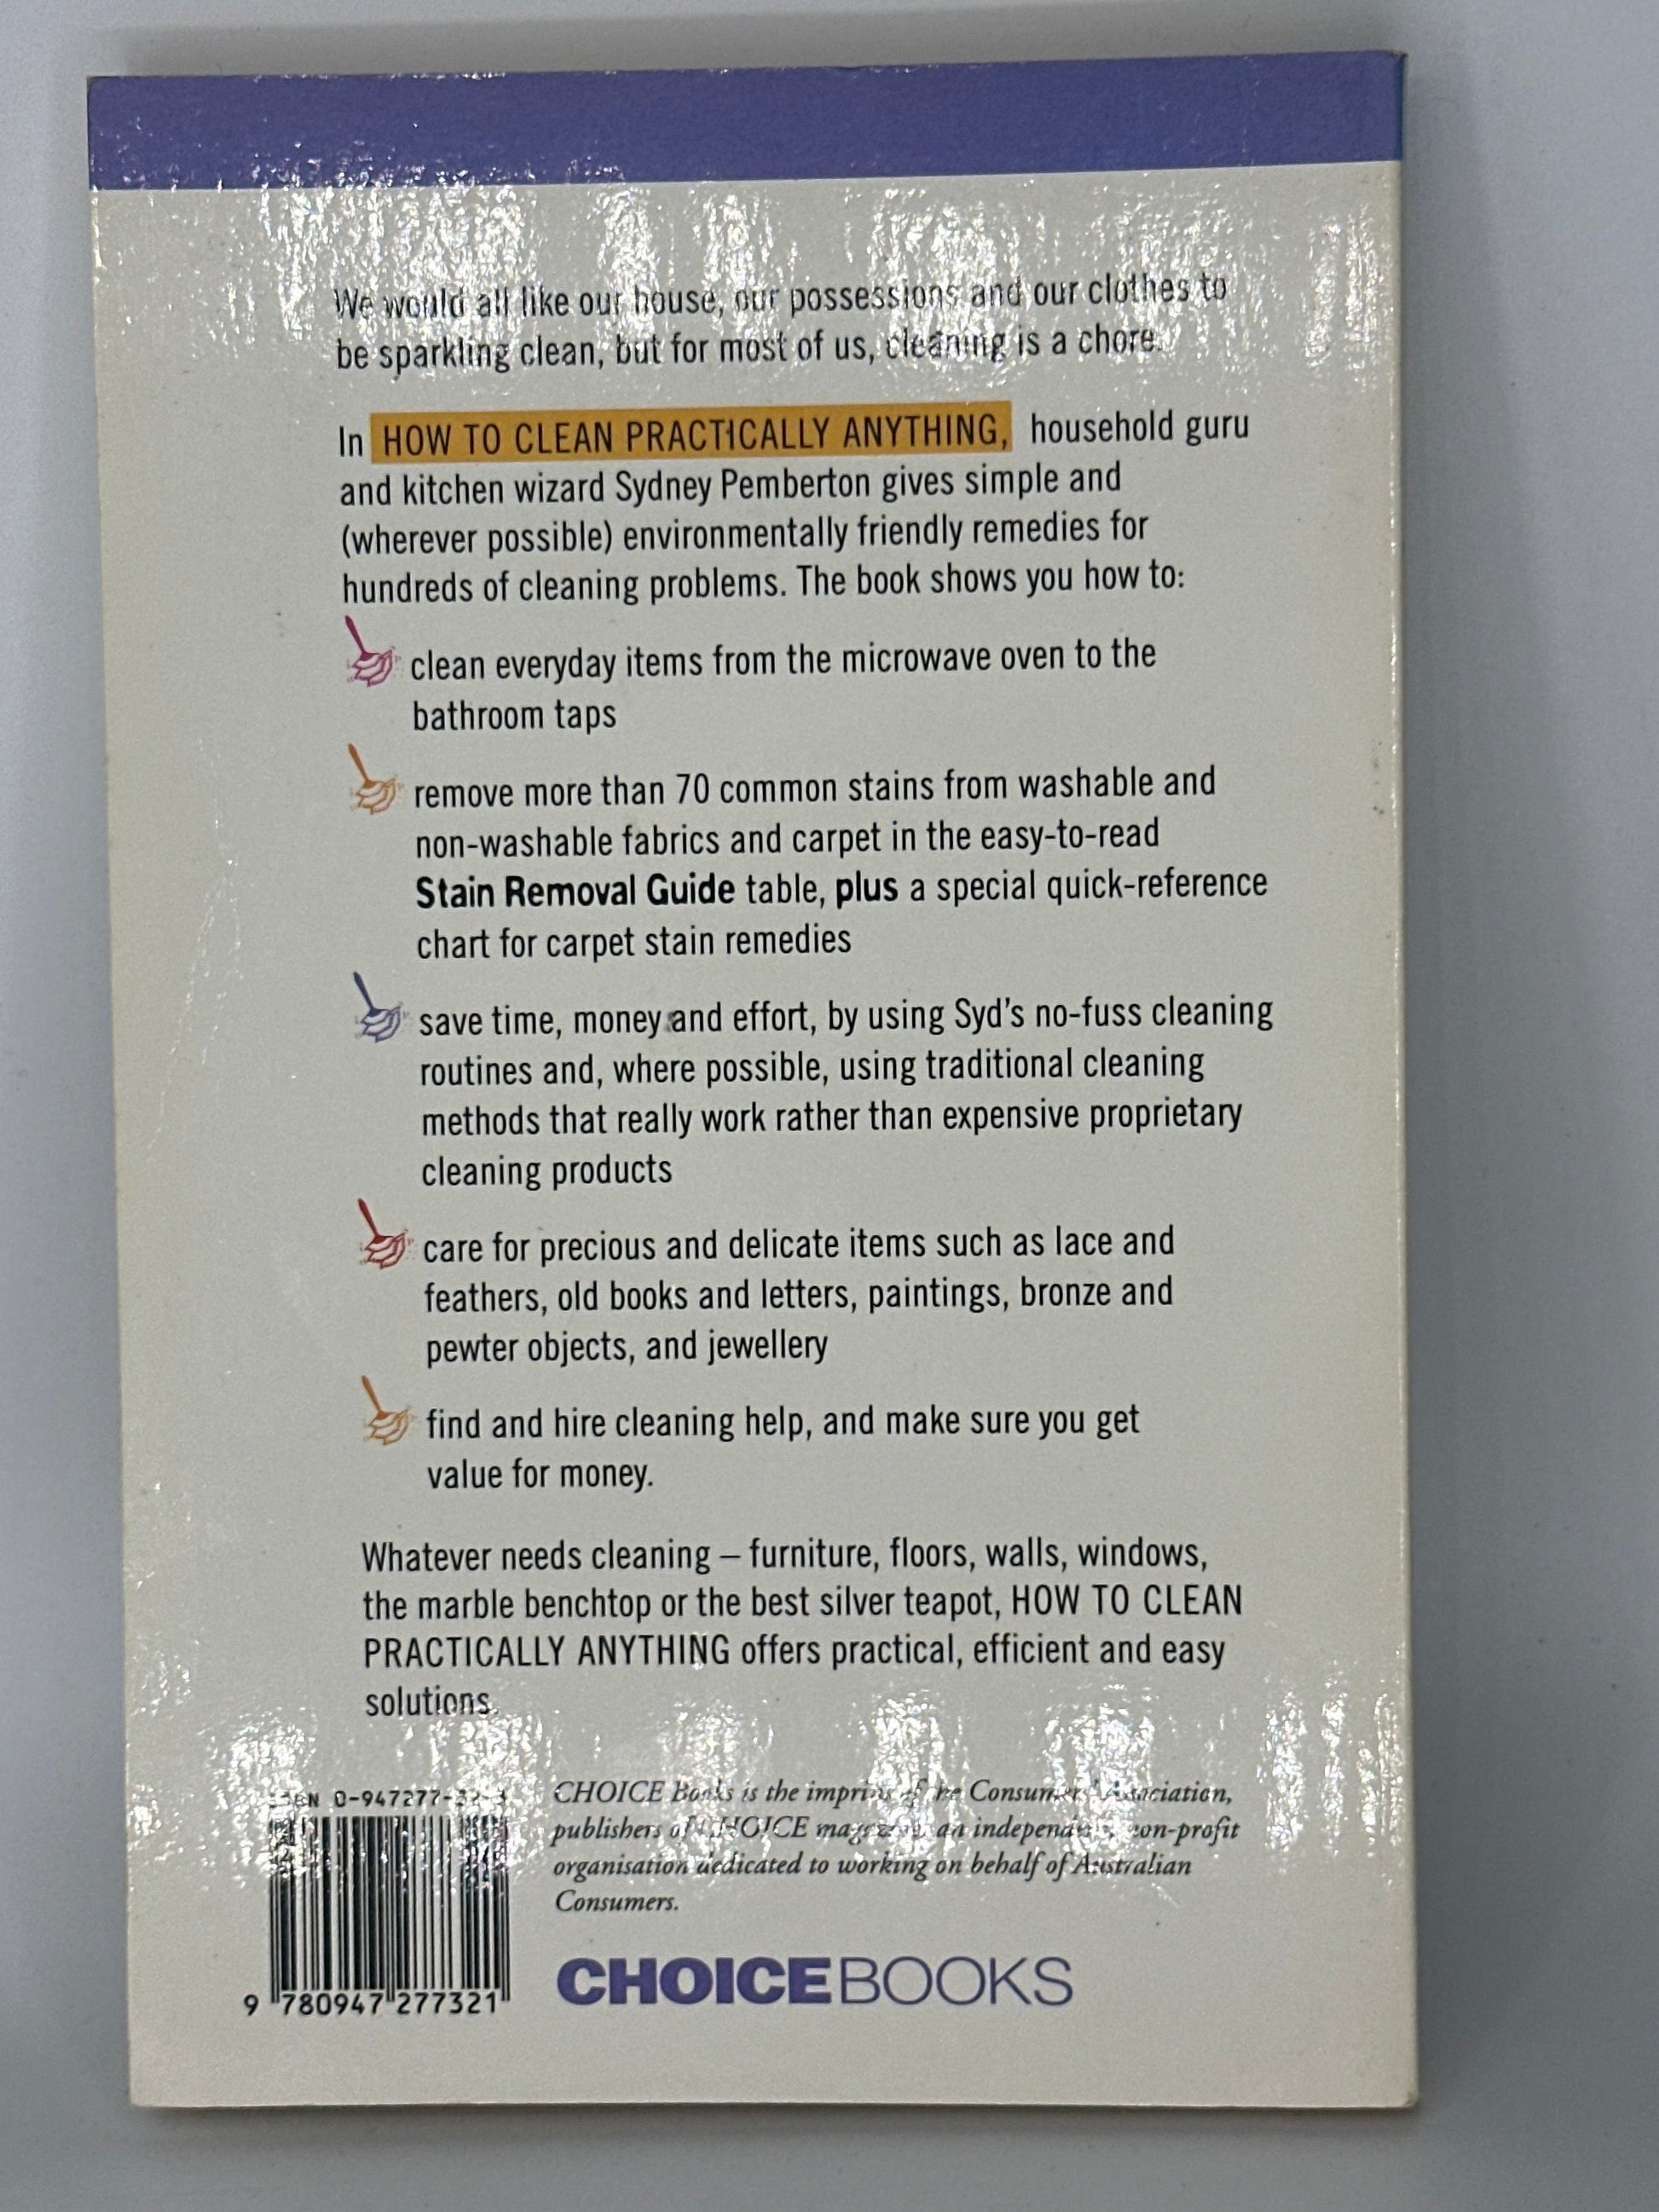 We would all like our house, our possessions and our clothes to
be sparkling clean, but for most of us, cleaning is a chore.
In HOW TO CLEAN PRACTICALLY ANYTHING, household guru
and kitchen wizard Sydney Pemberton gives simple and
(wherever possible) environmentally friendly remedies for
hundreds of cleaning problems. The book shows you how to:
clean everyday items from the microwave oven to the
bathroom taps
remove more than 70 common stains from washable and
non-washable fabrics and carpet in the easy-to-read
Stain Removal Guide table, plus a special quick-reference
chart for carpet stain remedies
save time, money and effort, by using Syd's no-fuss cleaning
routines and, where possible, using traditional cleaning
methods that really work rather than expensive proprietary
cleaning products
care for precious and delicate items such as lace and
feathers, old books and letters, paintings, bronze and
pewter objects, and jewellery
find and hire cleaning help, and make sure you get
value for money.
Whatever needs cleaning – furniture, floors, walls, windows,
the marble benchtop or the best silver teapot, HOW TO CLEAN
PRACTICALLY ANYTHING offers practical, efficient and easy
solutions.
ISBN 0-947277-32-3
CHOICE Books is the imprint of the Consumers' Association,
publishers of CHOICE magazine, an independent, non-profit
organisation dedicated to working on behalf of Australian
Consumers.
9 780947 277321
CHOICEBOOKS